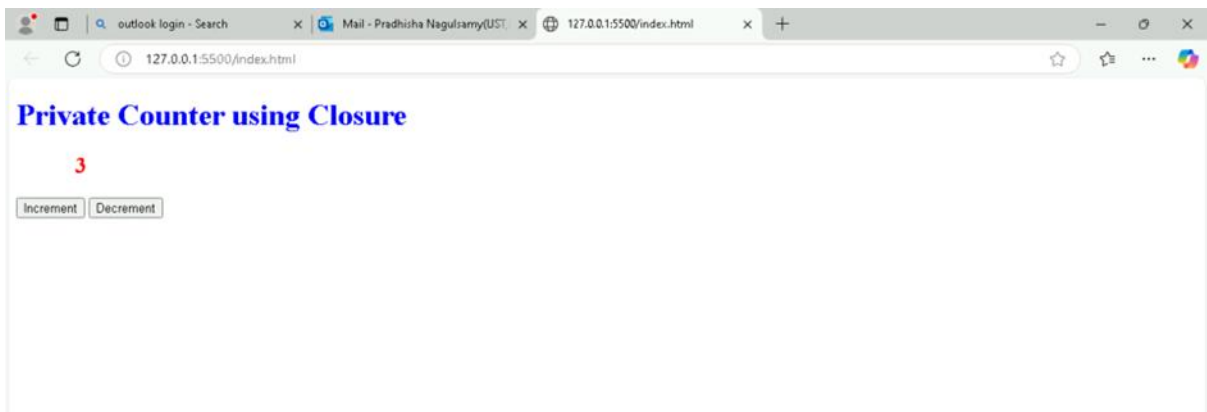 outlook login - Search
Mail - Pradhisha Nagulsamy(UST,
127.0.0.1:5500/index.html
127.0.0.1:5500/index.html
Private Counter using Closure
3
Increment Decrement